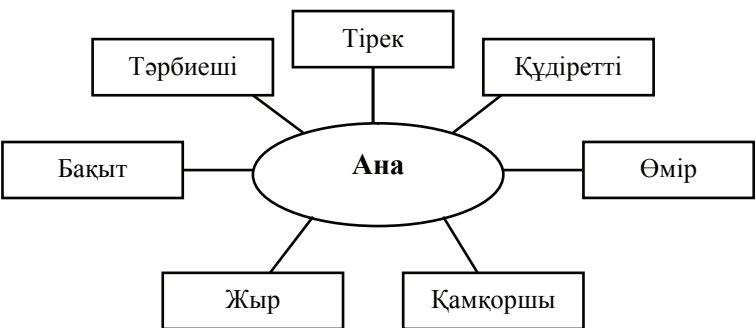 Тірек
Тәрбиеші
Құдіретті
Бақыт
Ана
Өмір
Жыр
Қамқоршы